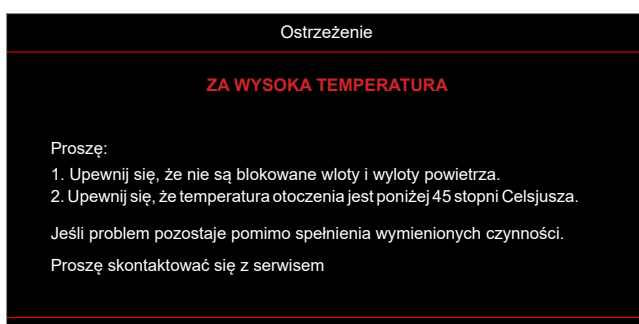 Ostrzeżenie
ZA WYSOKA TEMPERATURA
Proszę:
1. Upewnij się, że nie są blokowane wloty i wyloty powietrza.
2. Upewnij się, że temperatura otoczenia jest poniżej 45 stopni Celsjusza.
Jeśli problem pozostaje pomimo spełnienia wymienionych czynności.
Proszę skontaktować się z serwisem